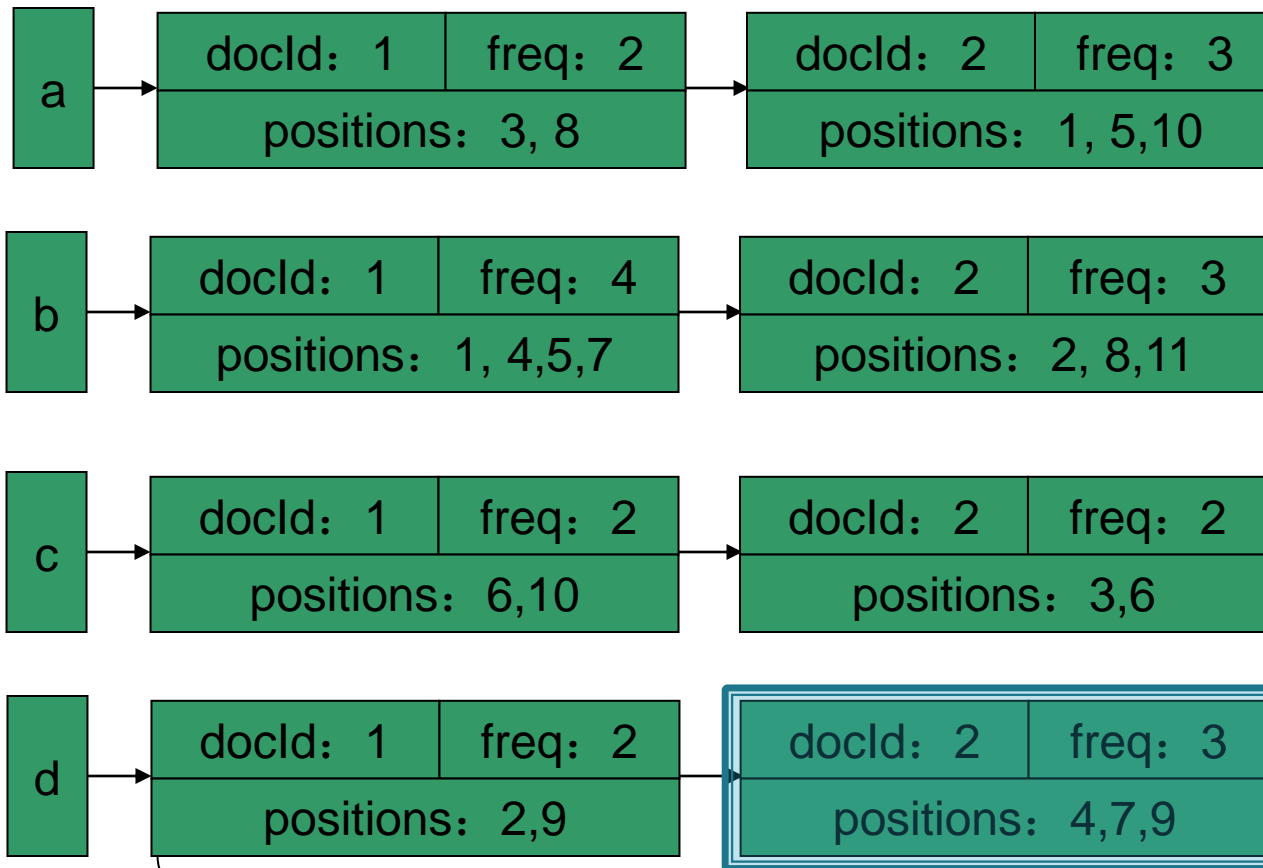 a
docId：1 freq：2
positions：3, 8
docId：2 freq：3
positions：1, 5,10
b
docId：1 freq：4
positions：1, 4,5,7
docId：2 freq：3
positions：2, 8,11
c
docId：1 freq：2
positions：6,10
docId：2 freq：2
positions：3,6
d
docId：1 freq：2
positions：2,9
docId：2 freq：3
positions：4,7,9